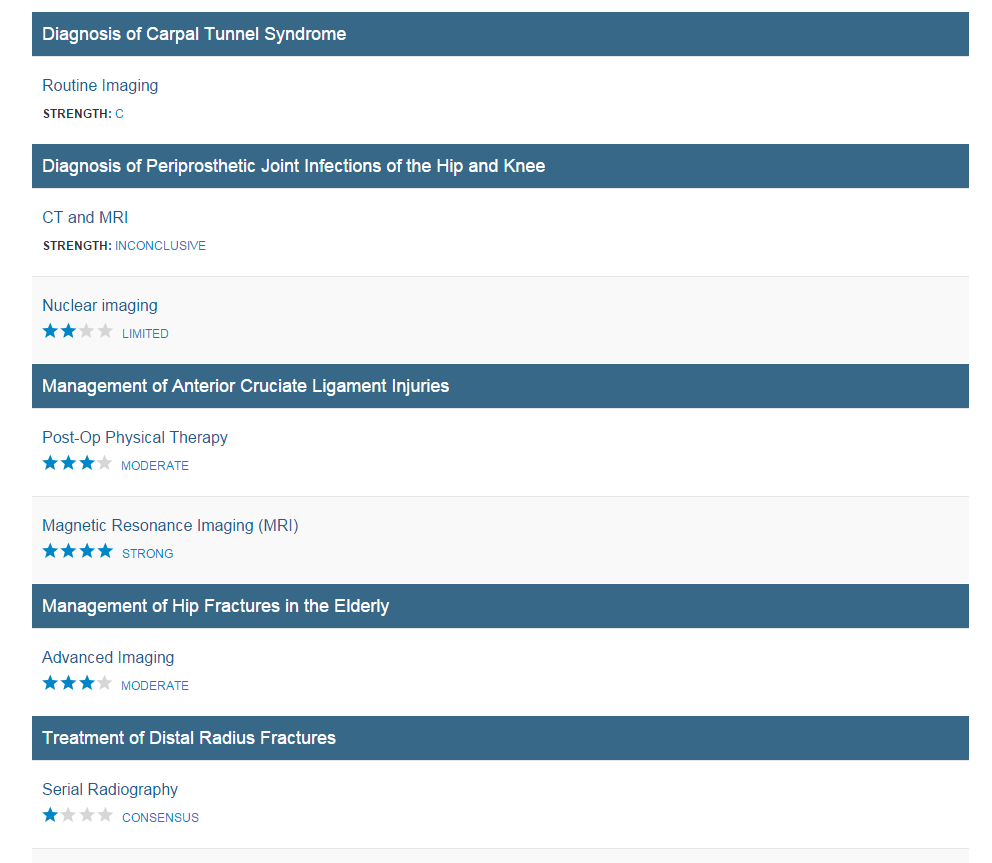 Diagnosis of Carpal Tunnel Syndrome
Routine Imaging
STRENGTH: C
Diagnosis of Periprosthetic Joint Infections of the Hip and Knee
CT and MRI
STRENGTH: INCONCLUSIVE
Nuclear imaging
LIMITED
Management of Anterior Cruciate Ligament Injuries
Post-Op Physical Therapy
MODERATE
Magnetic Resonance Imaging (MRI)
STRONG
Management of Hip Fractures in the Elderly
Advanced Imaging
MODERATE
Treatment of Distal Radius Fractures
Serial Radiography
CONSENSUS